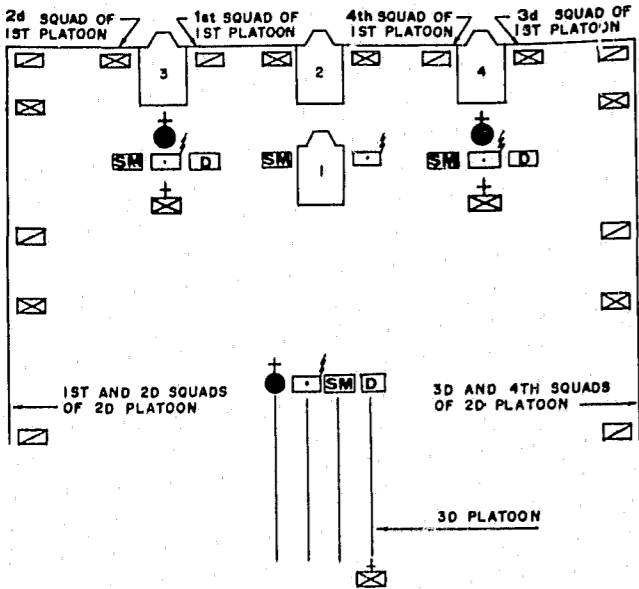 2d SQUAD OF
1ST PLATOON
1st SQUAD OF
1ST PLATOON
4th SQUAD OF
1ST PLATOON
3d SQUAD OF
1ST PLATOON
3
2
4
SM
D
SM
1
SM
D
SM
D
1ST AND 2D SQUADS
OF 2D PLATOON
3D AND 4TH SQUADS
OF 2D PLATOON
3D PLATOON